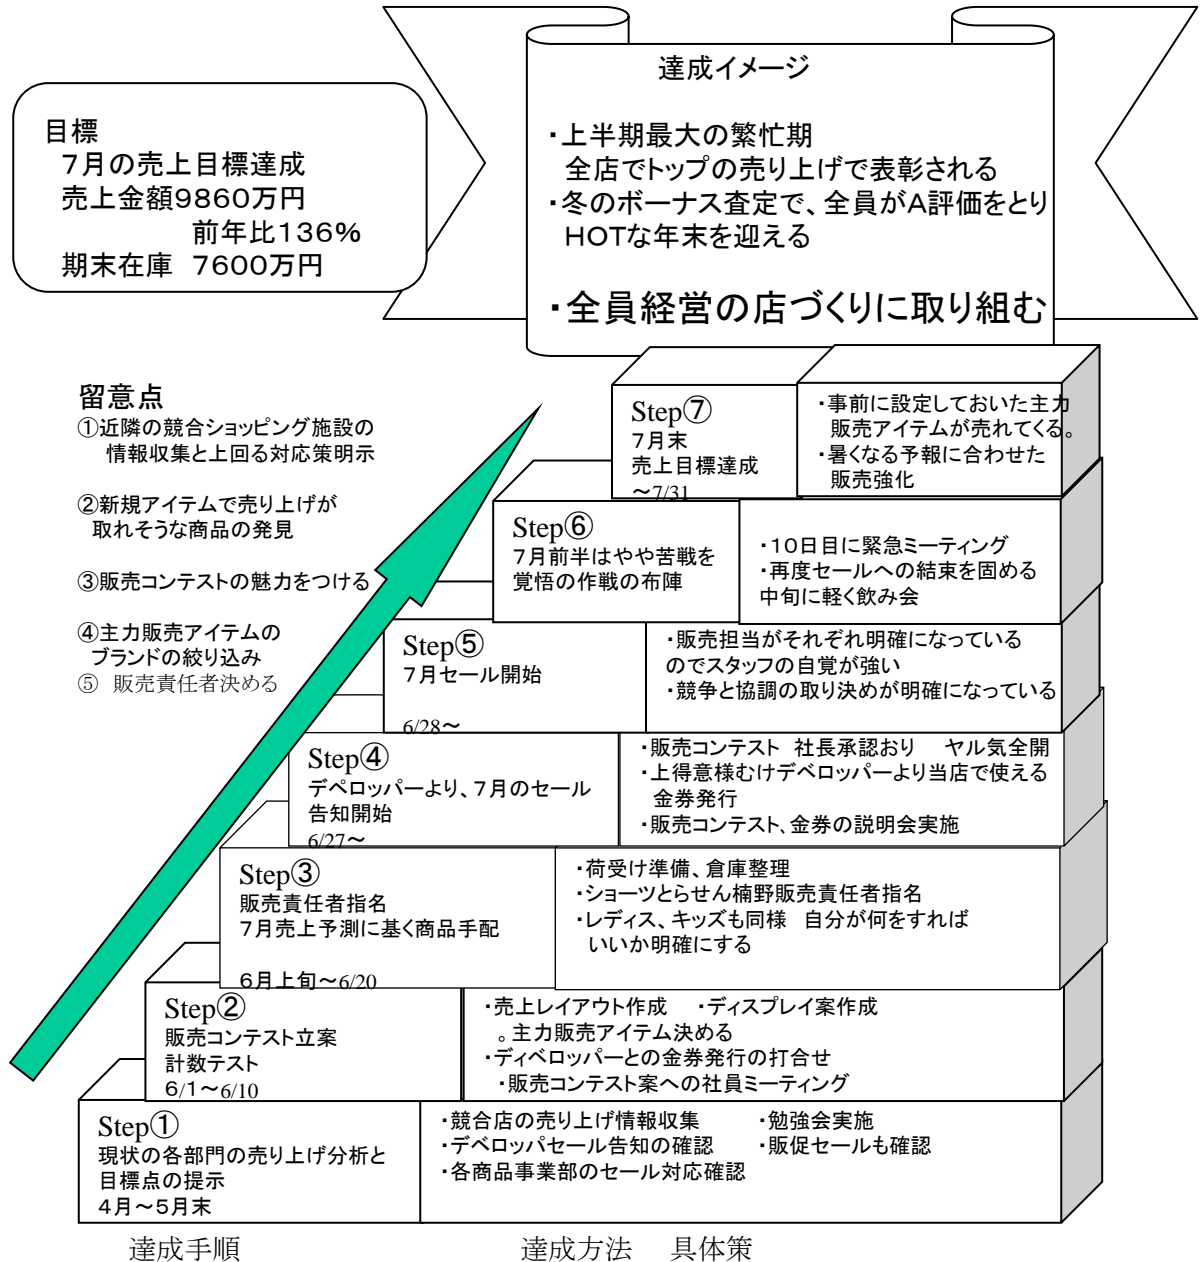 達成イメージ
・上半期最大の繁忙期
全店でトップの売り上げで表彰される
・冬のボーナス査定で、全員がA評価をとり
HOTな年末を迎える
・全員経営の店づくりに取り組む
目標
7月の売上目標達成
売上金額9860万円
前年比136%
期末在庫 7600万円
留意点
①近隣の競合ショッピング施設の
情報収集と上回る対応策明示
②新規アイテムで売り上げが
取れそうな商品の発見
③販売コンテストの魅力をつける
④主力販売アイテムの
ブランドの絞り込み
⑤ 販売責任者決める
Step⑦
7月末
売上目標達成
~7/31
・事前に設定しておいた主力
販売アイテムが売れてくる。
・暑くなる予報に合わせた
販売強化
Step⑥
7月前半はやや苦戦を
覚悟の作戦の布陣
・10日目に緊急ミーティング
・再度セールへの結束を固める
中旬に軽く飲み会
Step⑤
7月セール開始
6/28~
・販売担当がそれぞれ明確になっている
のでスタッフの自覚が強い
・競争と協調の取り決めが明確になっている
Step④
デペロッパーより、7月のセール
告知開始
6/27~
・販売コンテスト 社長承認おり ヤル気全開
・上得意様むけデベロッパーより当店で使える
金券発行
・販売コンテスト、金券の説明会実施
Step③
販売責任者指名
7月売上予測に基く商品手配
6月上旬~6/20
・荷受け準備、倉庫整理
・ショーツとらせん楠野販売責任者指名
・レディス、キッズも同様 自分が何をすれば
いいか明確にする
Step②
販売コンテスト立案
計数テスト
6/1~6/10
・売上レイアウト作成 ・ディスプレイ案作成
。主力販売アイテム決める
・ディベロッパーとの金券発行の打合せ
・販売コンテスト案への社員ミーティング
Step①
現状の各部門の売り上げ分析と
目標点の提示
4月~5月末
・競合店の売り上げ情報収集 ・勉強会実施
・デベロッパセール告知の確認 ・販促セールも確認
・各商品事業部のセール対応確認
達成手順 達成方法 具体策